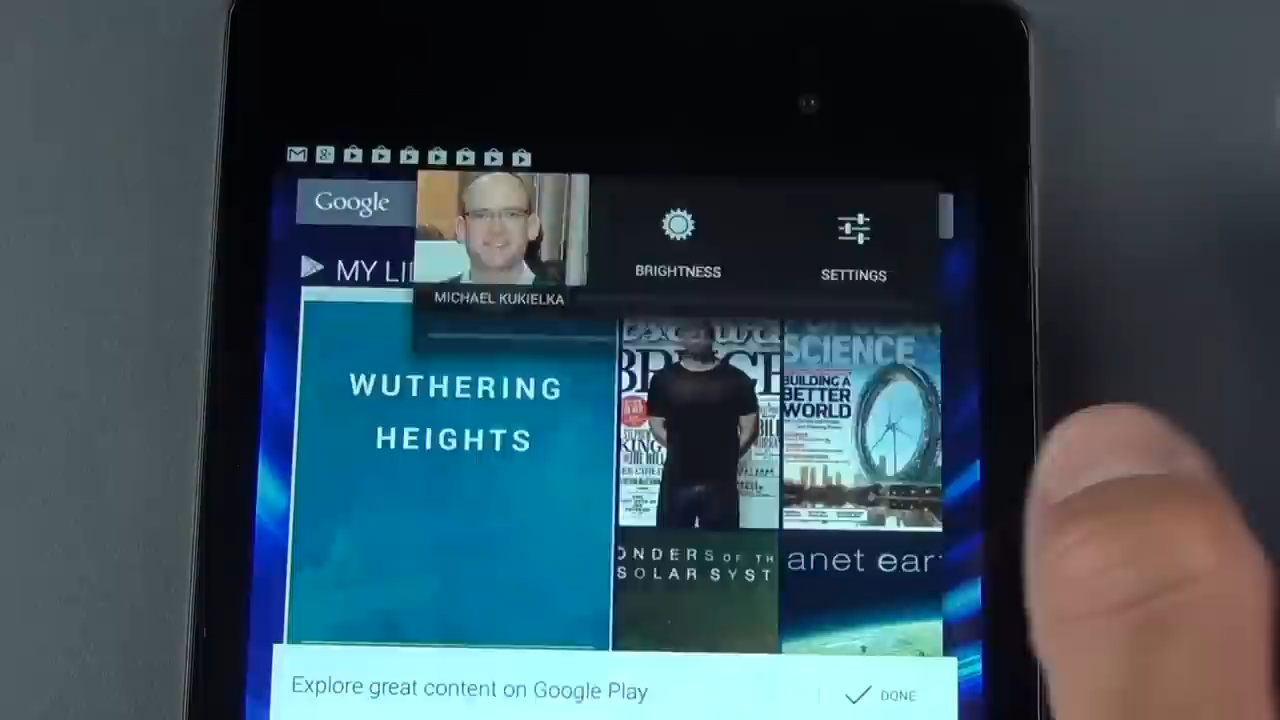 Google
MY LI
MICHAEL KUKIELKA
BRIGHTNESS
SETTINGS
WUTHERING
HEIGHTS
SCIENCE
BUILDING A
BETTER
WORLD
ONDERS OF TH
SOLAR SYST
anet ear
Explore great content on Google Play
DONE